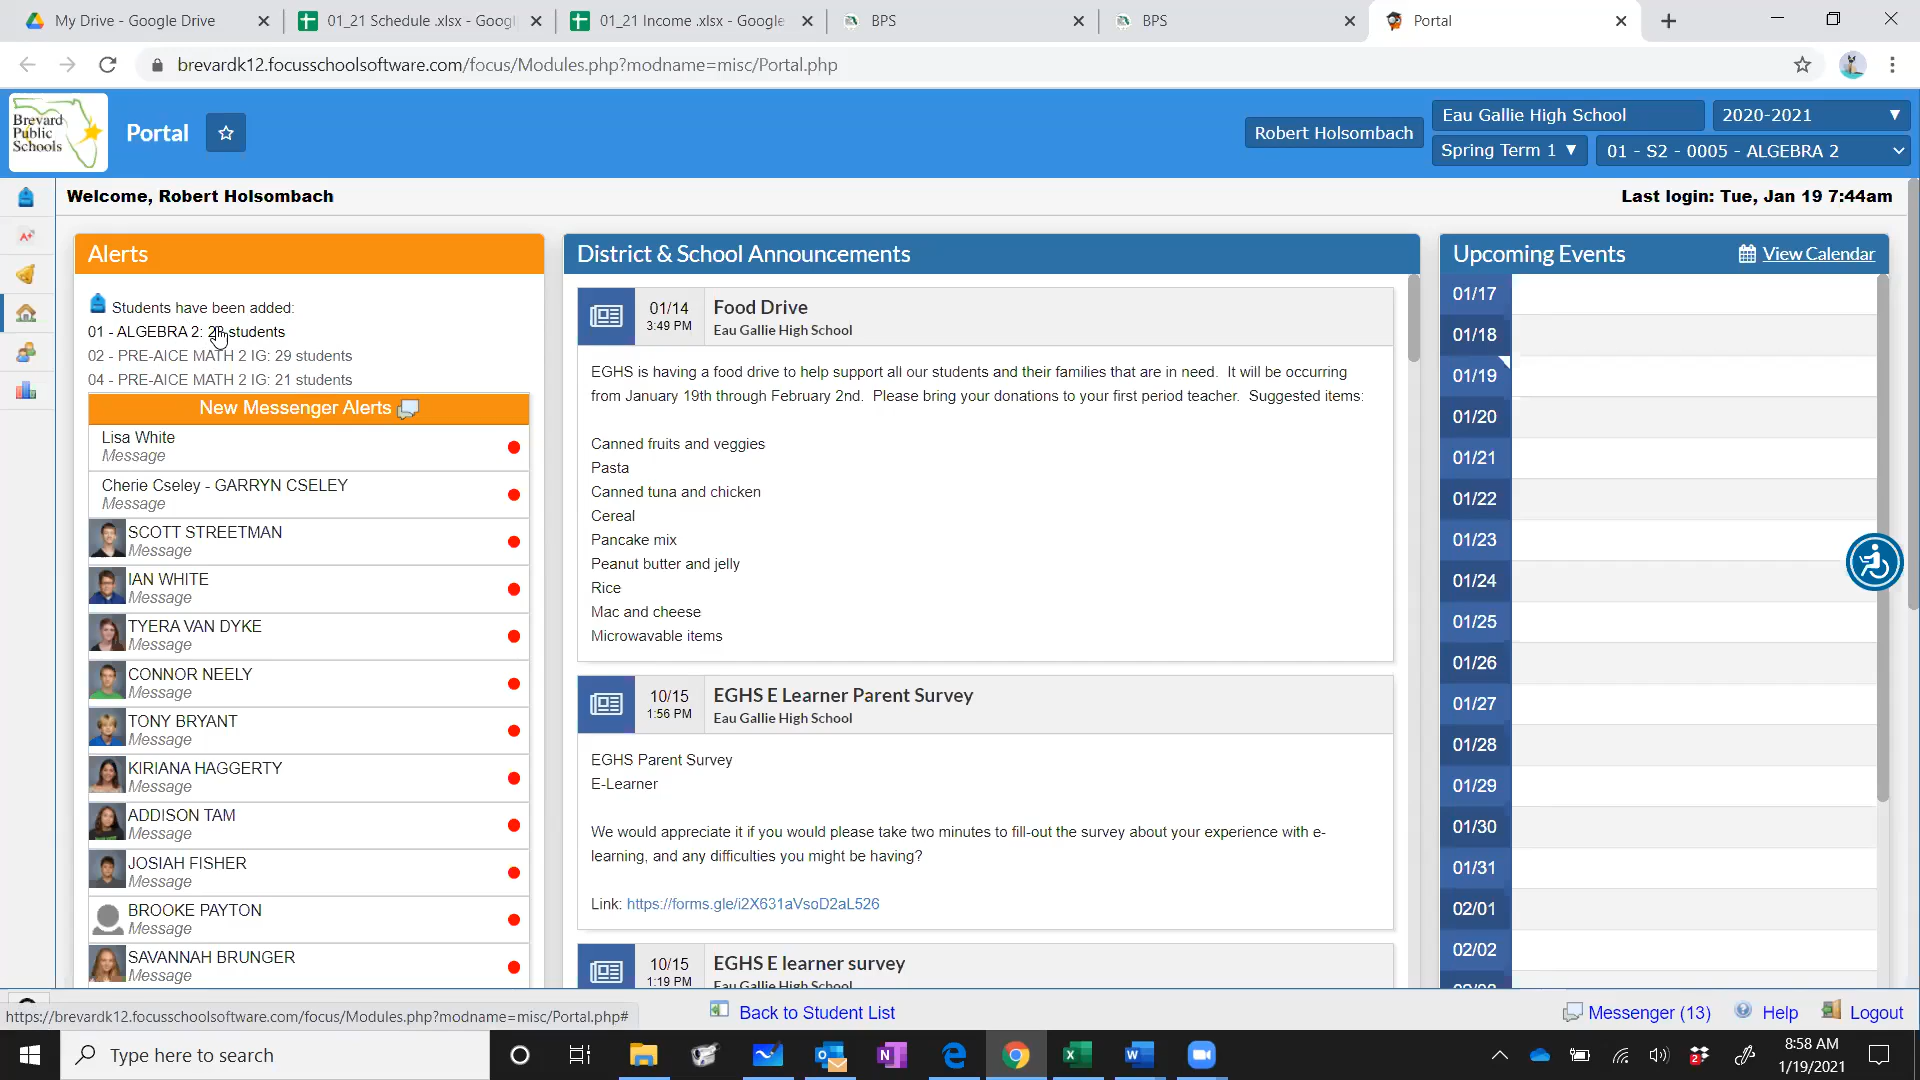 My Drive - Google Drive
01_21 Schedule .xlsx - Googl
01_21 Income .xlsx - Google
BPS
BPS
Portal
brevardk12.focusschoolsoftware.com/focus/Modules.php?modname=misc/Portal.php
Brevard
Public
Schools
Portal
Robert Holsombach
Eau Gallie High School
2020-2021
Spring Term 1
01 - S2 - 0005 - ALGEBRA 2
Welcome, Robert Holsombach
Last login: Tue, Jan 19 7:44am
Alerts
Students have been added:
01 - ALGEBRA 2: students
02 - PRE-AICE MATH 2 IG: 29 students
04 - PRE-AICE MATH 2 IG: 21 students
New Messenger Alerts
Lisa White
Message
Cherie Cseley - GARRYN CSELEY
Message
SCOTT STREETMAN
Message
IAN WHITE
Message
TYERA VAN DYKE
Message
CONNOR NEELY
Message
TONY BRYANT
Message
KIRIANA HAGGERTY
Message
ADDISON TAM
Message
JOSIAH FISHER
Message
BROOKE PAYTON
Message
SAVANNAH BRUNGER
Message
District & School Announcements
01/14
3:49 PM
Food Drive
Eau Gallie High School
EGHS is having a food drive to help support all our students and their families that are in need. It will be occurring
from January 19th through February 2nd. Please bring your donations to your first period teacher. Suggested items:
Canned fruits and veggies
Pasta
Canned tuna and chicken
Cereal
Pancake mix
Peanut butter and jelly
Rice
Mac and cheese
Microwavable items
10/15
1:56 PM
EGHS E Learner Parent Survey
Eau Gallie High School
EGHS Parent Survey
E-Learner
We would appreciate it if you would please take two minutes to fill-out the survey about your experience with e-
learning, and any difficulties you might be having?
Link: https://forms.gle/i2X631aVsoD2aL526
10/15
1:19 PM
EGHS E learner survey
Eau Gallie High School
Upcoming Events
View Calendar
01/17
01/18
01/19
01/20
01/21
01/22
01/23
01/24
01/25
01/26
01/27
01/28
01/29
01/30
01/31
02/01
02/02
https://brevardk12.focusschoolsoftware.com/focus/Modules.php?modname=misc/Portal.php#
Back to Student List
Messenger (13)
Help
Logout
Type here to search
8:58 AM
1/19/2021